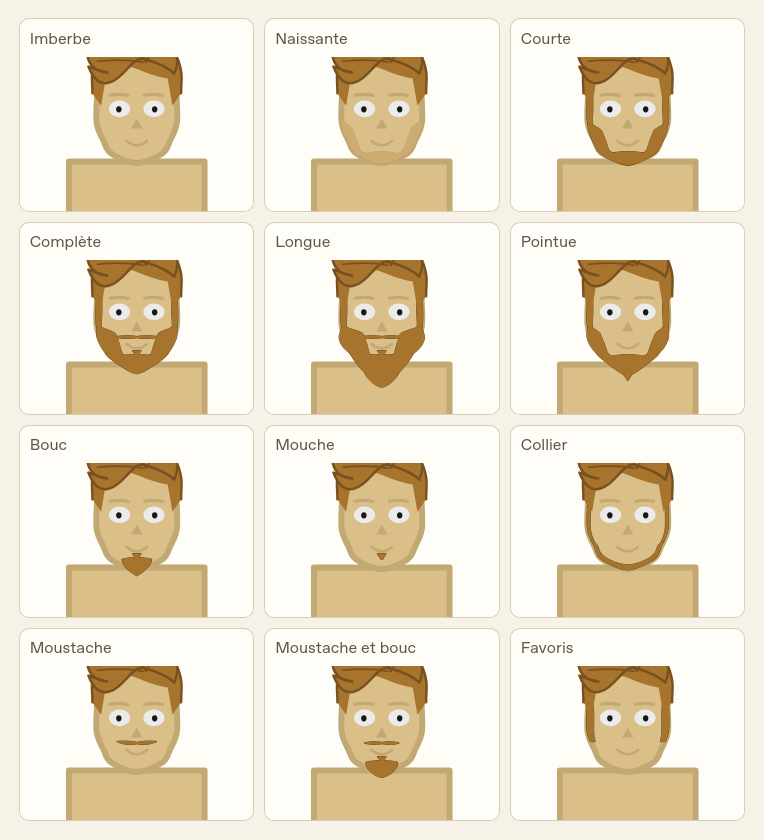 Imberbe
Naissante
Courte
Complète
Longue
Pointue
Bouc
Mouche
Collier
Moustache
Moustache et bouc
Favoris